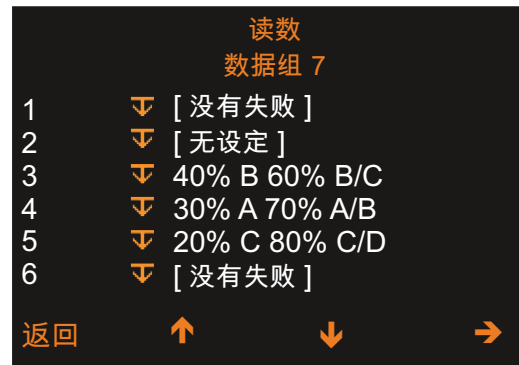 读数
数据组 7
1 [ 没有失败 ]
2 [ 无设定 ]
3 40% B 60% B/C
4 30% A 70% A/B
5 20% C 80% C/D
6 [ 没有失败 ]
返回